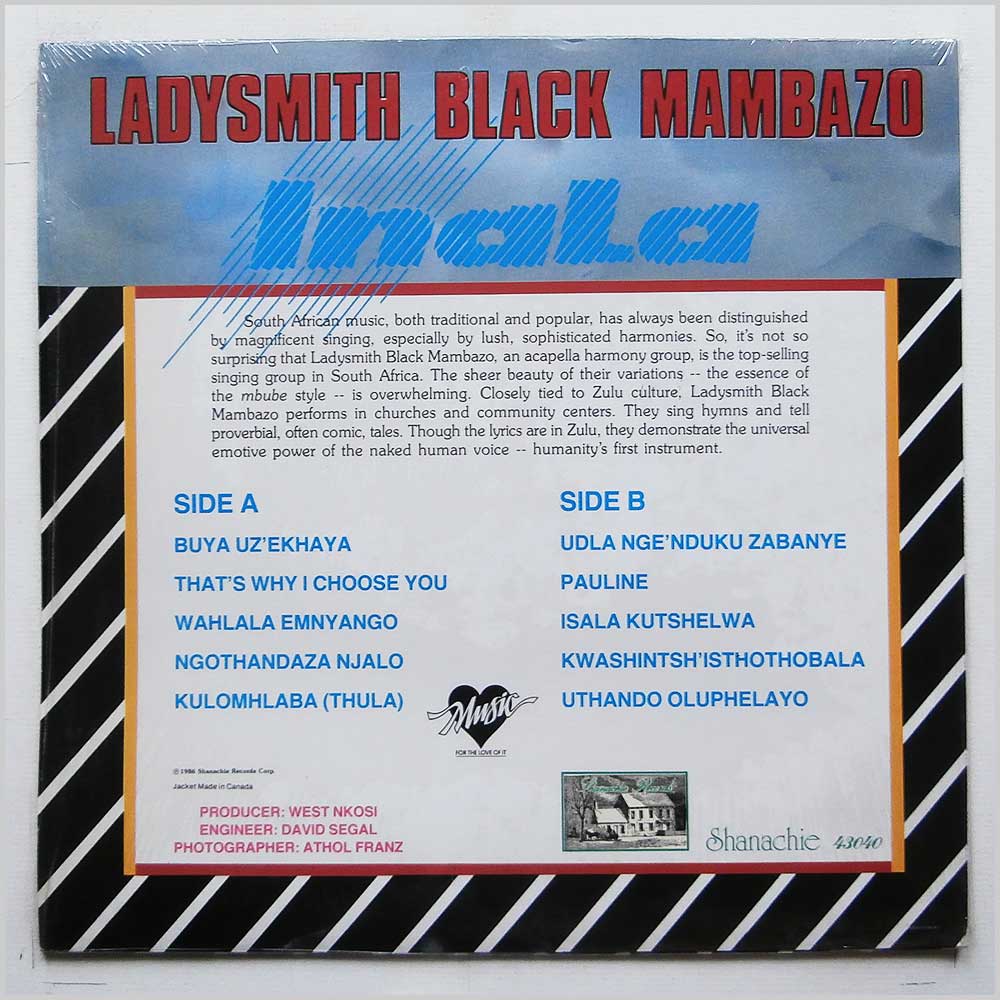 LADYSMITH BLACK MAMBAZO
Inala
South African music, both traditional and popular, has always been distinguished
by magnificent singing, especially by lush, sophisticated harmonies. So, it's not so
surprising that Ladysmith Black Mambazo, an acapella harmony group, is the top-selling
singing group in South Africa. The sheer beauty of their variations -- the essence of
the mbube style -- is overwhelming. Closely tied to Zulu culture, Ladysmith Black
Mambazo performs in churches and community centers. They sing hymns and tell
proverbial, often comic, tales. Though the lyrics are in Zulu, they demonstrate the universal
emotive power of the naked human voice -- humanity's first instrument.
SIDE A
BUYA UZ'EKHAYA
THAT'S WHY I CHOOSE YOU
WAHLALA EMNYANGO
NGOTHANDAZA NJALO
KULOMHLABA (THULA)
SIDE B
UDLA NGE'NDUKU ZABANYE
PAULINE
ISALA KUTSHELWA
KWASHINTSH'ISTHOTHOBALA
UTHANDO OLUPHELAYO
Music
FOR THE LOVE OF IT
℗ 1986 Shanachie Records Corp.
Jacket Made in Canada
PRODUCER: WEST NKOSI
ENGINEER: DAVID SEGAL
PHOTOGRAPHER: ATHOL FRANZ
Shanachie Records
Shanachie 43040